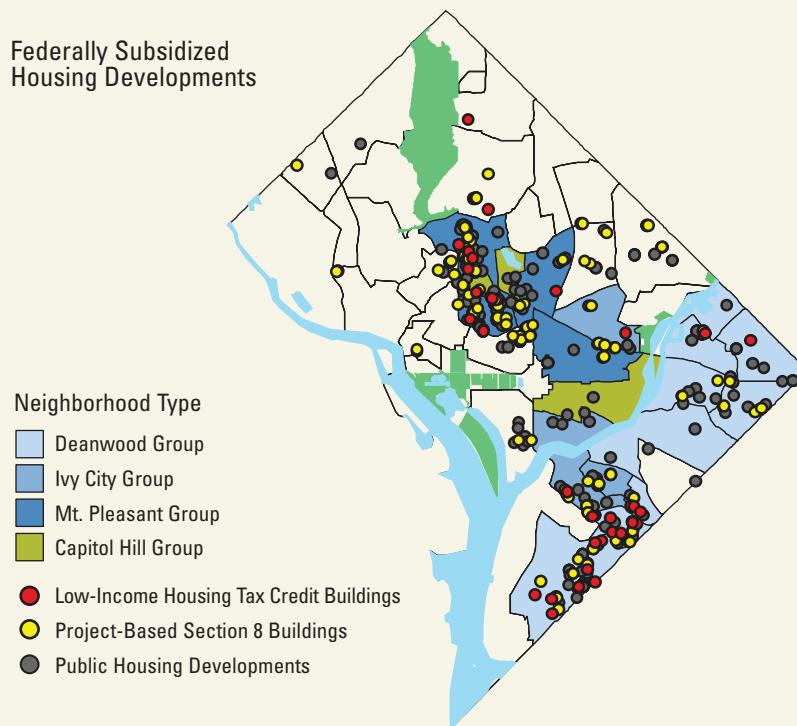 Federally Subsidized
Housing Developments
Neighborhood Type
Deanwood Group
Ivy City Group
Mt. Pleasant Group
Capitol Hill Group
Low-Income Housing Tax Credit Buildings
Project-Based Section 8 Buildings
Public Housing Developments